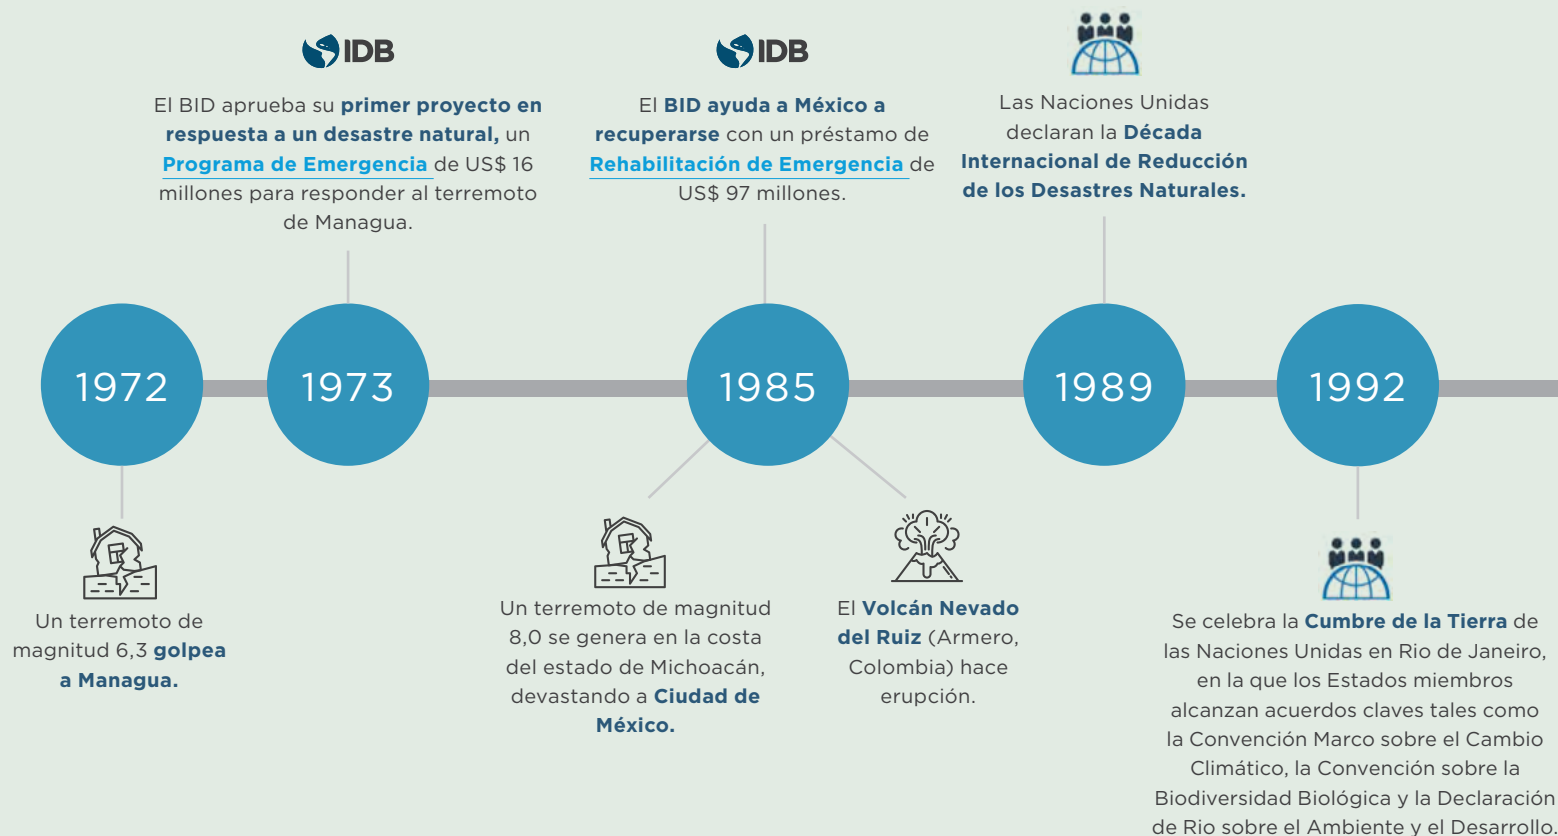 IDB
El BID aprueba su primer proyecto en
respuesta a un desastre natural, un
Programa de Emergencia de US$ 16
millones para responder al terremoto
de Managua.
IDB
El BID ayuda a México a
recuperarse con un préstamo de
Rehabilitación de Emergencia de
US$ 97 millones.
Las Naciones Unidas
declaran la Década
Internacional de Reducción
de los Desastres Naturales.
1972
1973
1985
1989
1992
Un terremoto de
magnitud 6,3 golpea
a Managua.
Un terremoto de magnitud
8,0 se genera en la costa
del estado de Michoacán,
devastando a Ciudad de
México.
El Volcán Nevado
del Ruiz (Armero,
Colombia) hace
erupción.
Se celebra la Cumbre de la Tierra de
las Naciones Unidas en Rio de Janeiro,
en la que los Estados miembros
alcanzan acuerdos claves tales como
la Convención Marco sobre el Cambio
Climático, la Convención sobre la
Biodiversidad Biológica y la Declaración
de Rio sobre el Ambiente y el Desarrollo.